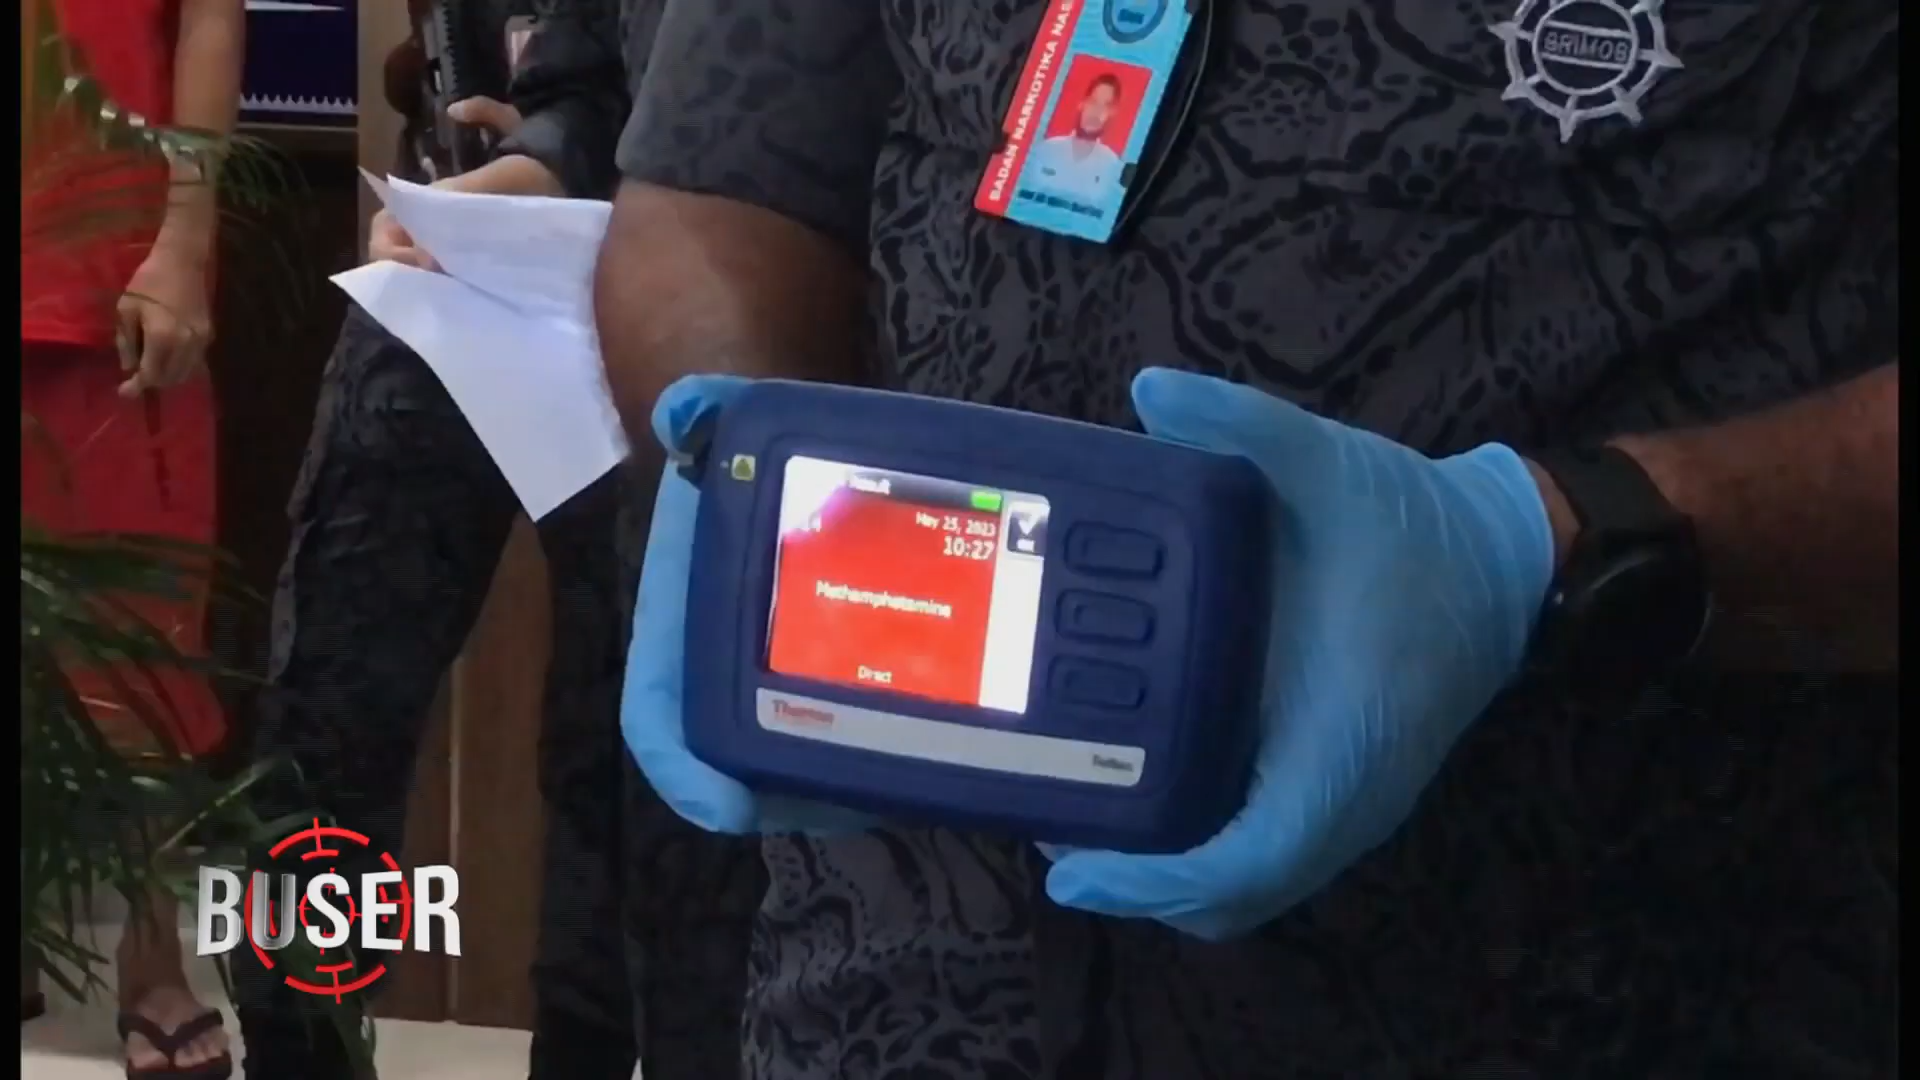 BRIMOB
BADAN NARKOTIKA NAS
Result
May 25, 2023
10:27
Methamphetamine
Direct
Thermo
BUSER